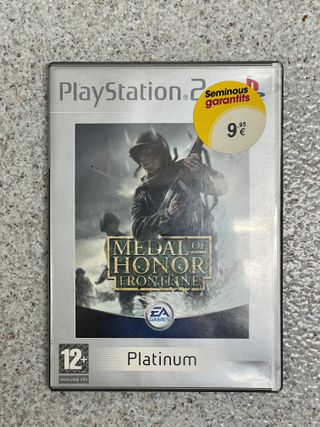 PlayStation 2
Seminous
garantits
9,95
€
MEDAL OF
HONOR
FRONTLINE
EA
GAMES
12+
www.pegi.info
Platinum